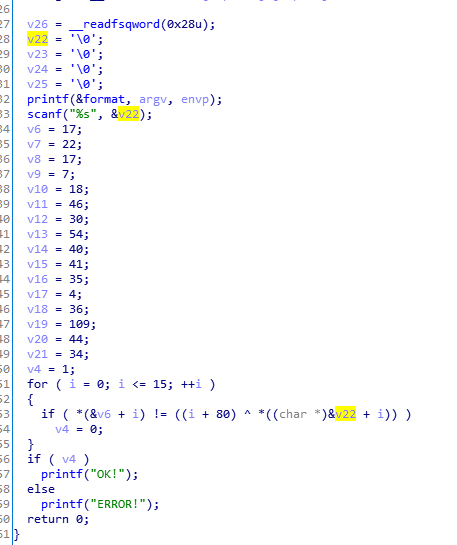 26
27 v26 = __readfsqword(0x28u);
28 v22 = '\0';
29 v23 = '\0';
30 v24 = '\0';
31 v25 = '\0';
32 printf(&format, argv, envp);
33 scanf("%s", &v22);
34 v6 = 17;
35 v7 = 22;
36 v8 = 17;
37 v9 = 7;
38 v10 = 18;
39 v11 = 46;
40 v12 = 30;
41 v13 = 54;
42 v14 = 40;
43 v15 = 41;
44 v16 = 35;
45 v17 = 4;
46 v18 = 36;
47 v19 = 109;
48 v20 = 44;
49 v21 = 34;
50 v4 = 1;
51 for ( i = 0; i <= 15; ++i )
52 {
53 if ( *(&v6 + i) != ((i + 80) ^ *((char *)&v22 + i)) )
54 v4 = 0;
55 }
56 if ( v4 )
57 printf("OK!");
58 else
59 printf("ERROR!");
60 return 0;
61 }